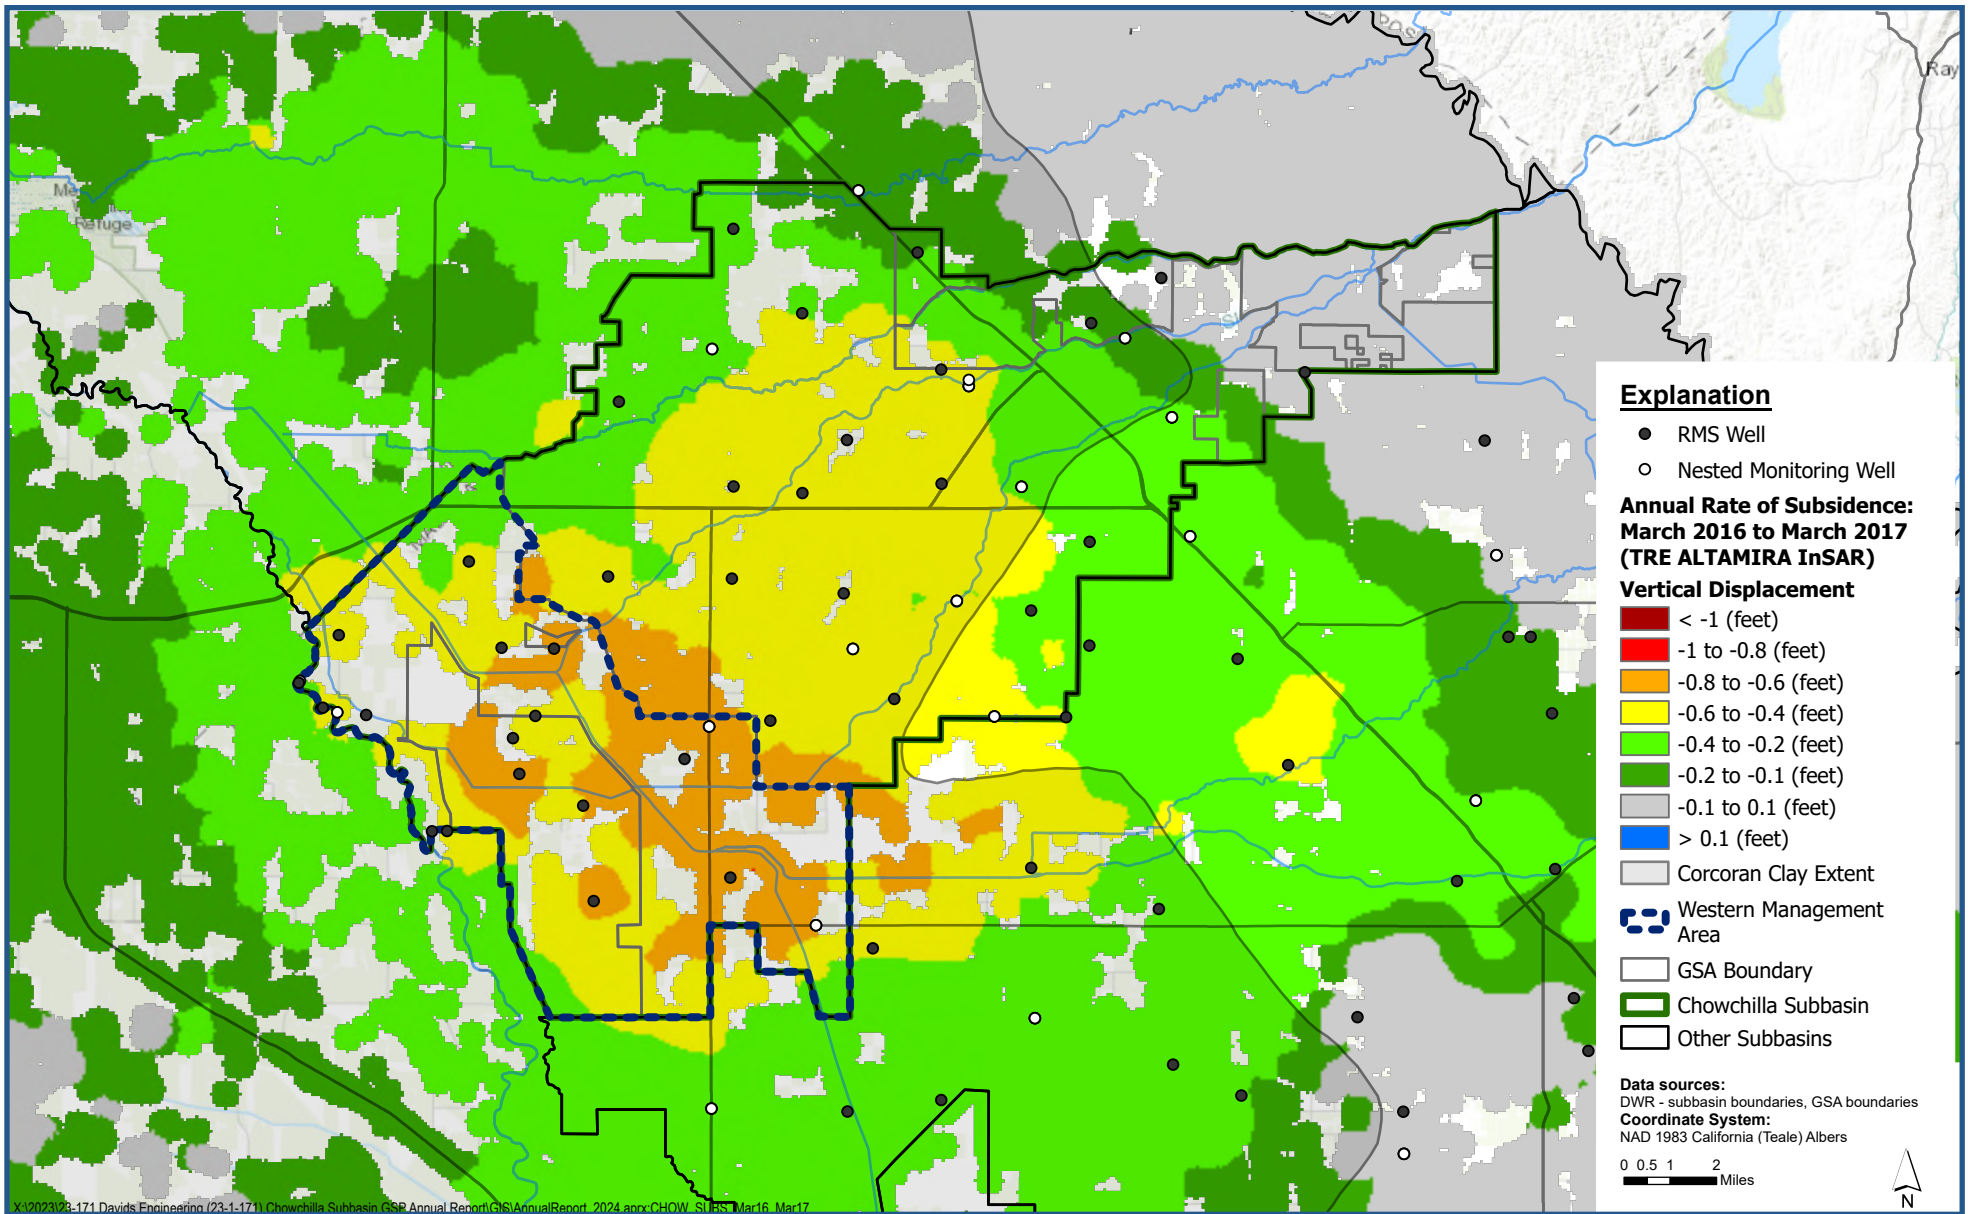 Ray
Me
Refuge
Explanation
RMS Well
Nested Monitoring Well
Annual Rate of Subsidence:
March 2016 to March 2017
(TRE ALTAMIRA InSAR)
Vertical Displacement
< -1 (feet)
-1 to -0.8 (feet)
-0.8 to -0.6 (feet)
-0.6 to -0.4 (feet)
-0.4 to -0.2 (feet)
-0.2 to -0.1 (feet)
-0.1 to 0.1 (feet)
> 0.1 (feet)
Corcoran Clay Extent
Western Management
Area
GSA Boundary
Chowchilla Subbasin
Other Subbasins
Data sources:
DWR - subbasin boundaries, GSA boundaries
Coordinate System:
NAD 1983 California (Teale) Albers
0 0.5 1 2
Miles
N
X:\2023\23-171 Davids Engineering (23-1-171) Chowchilla Subbasin GSP Annual Report\GIS\AnnualReport_2024.aprx:CHOW_SUBS_Mar16_Mar17